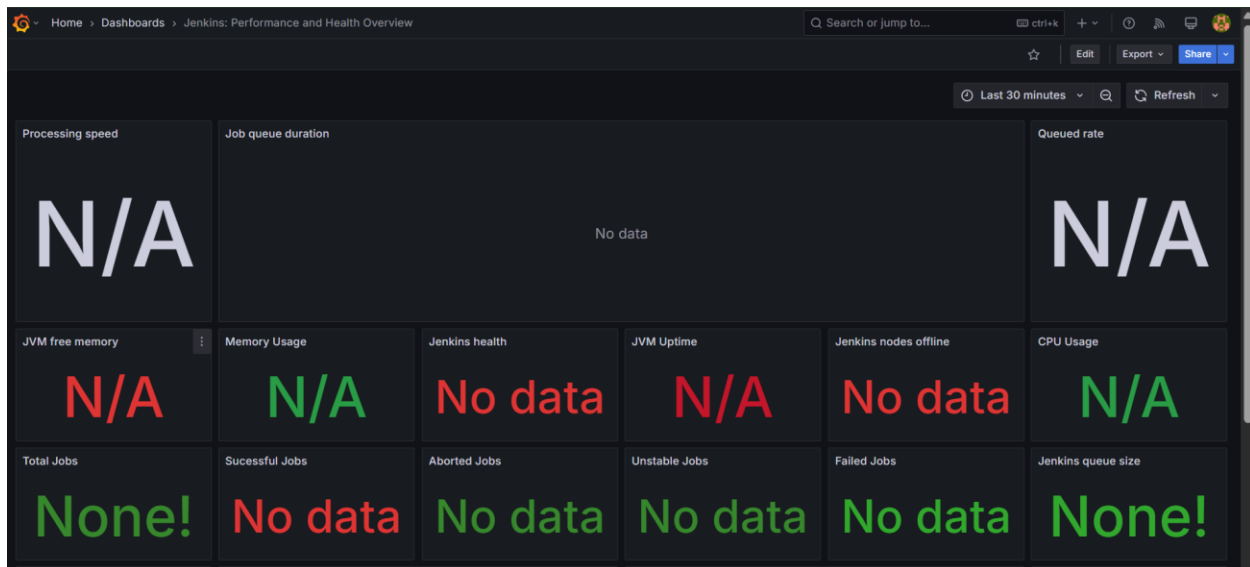 Home › Dashboards › Jenkins: Performance and Health Overview
Search or jump to... ctrl+k
Edit Export Share
Last 30 minutes Refresh
Processing speed Job queue duration Queued rate
N/A No data N/A
JVM free memory Memory Usage Jenkins health JVM Uptime Jenkins nodes offline CPU Usage
N/A N/A No data N/A No data N/A
Total Jobs Sucessful Jobs Aborted Jobs Unstable Jobs Failed Jobs Jenkins queue size
None! No data No data No data No data None!